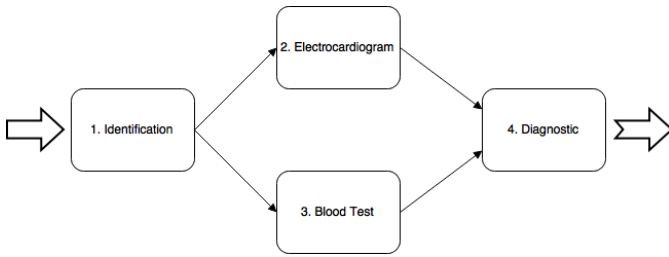 2. Electrocardiogram
1. Identification
4. Diagnostic
3. Blood Test